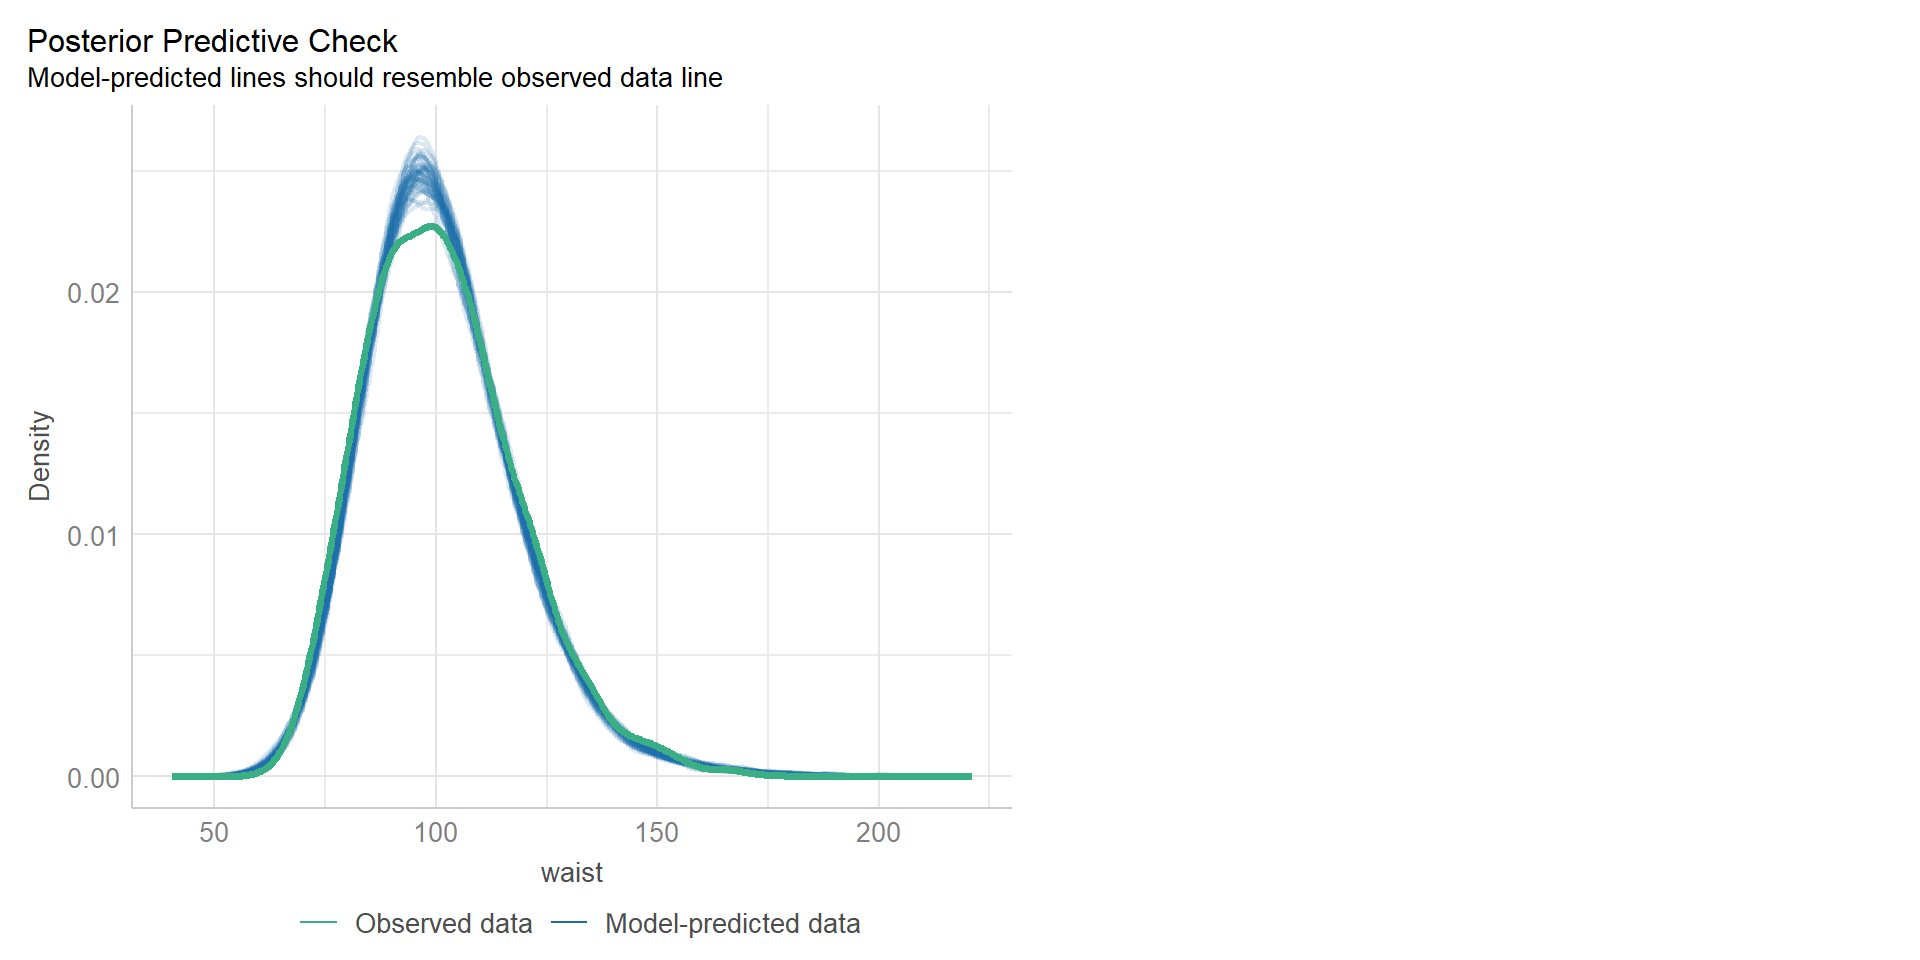 Posterior Predictive Check
Model-predicted lines should resemble observed data line
Density
0.02
0.01
0.00
50 100 150 200
waist
Observed data Model-predicted data